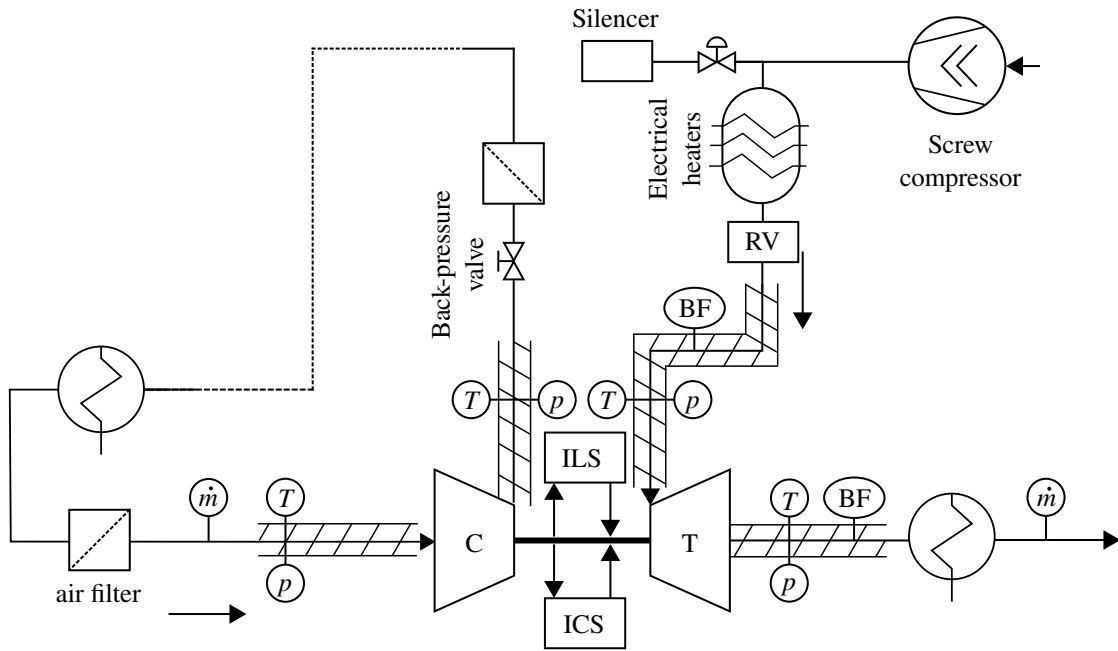 Silencer
Screw
compressor
Electrical
heaters
RV
Back-pressure
valve
BF
T
p
T
p
ILS
ṁ
T
C
T
T
BF
ṁ
p
p
air filter
ICS